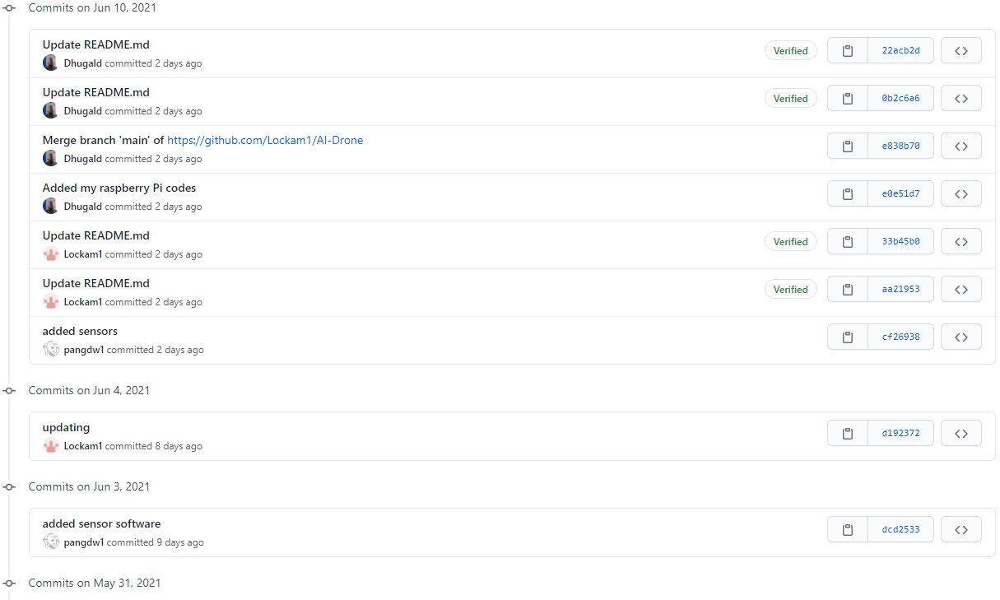 Commits on Jun 10, 2021
Update README.md
Verified
22acb2d
Dhugald committed 2 days ago
Update README.md
Verified
0b2c6a6
Dhugald committed 2 days ago
Merge branch 'main' of https://github.com/Lockam1/AI-Drone
e838b70
Dhugald committed 2 days ago
Added my raspberry Pi codes
e0e51d7
Dhugald committed 2 days ago
Update README.md
Verified
33b45b0
Lockam1 committed 2 days ago
Update README.md
Verified
aa21953
Lockam1 committed 2 days ago
added sensors
cf26938
pangdw1 committed 2 days ago
Commits on Jun 4, 2021
updating
d192372
Lockam1 committed 8 days ago
Commits on Jun 3, 2021
added sensor software
dcd2533
pangdw1 committed 9 days ago
Commits on May 31, 2021